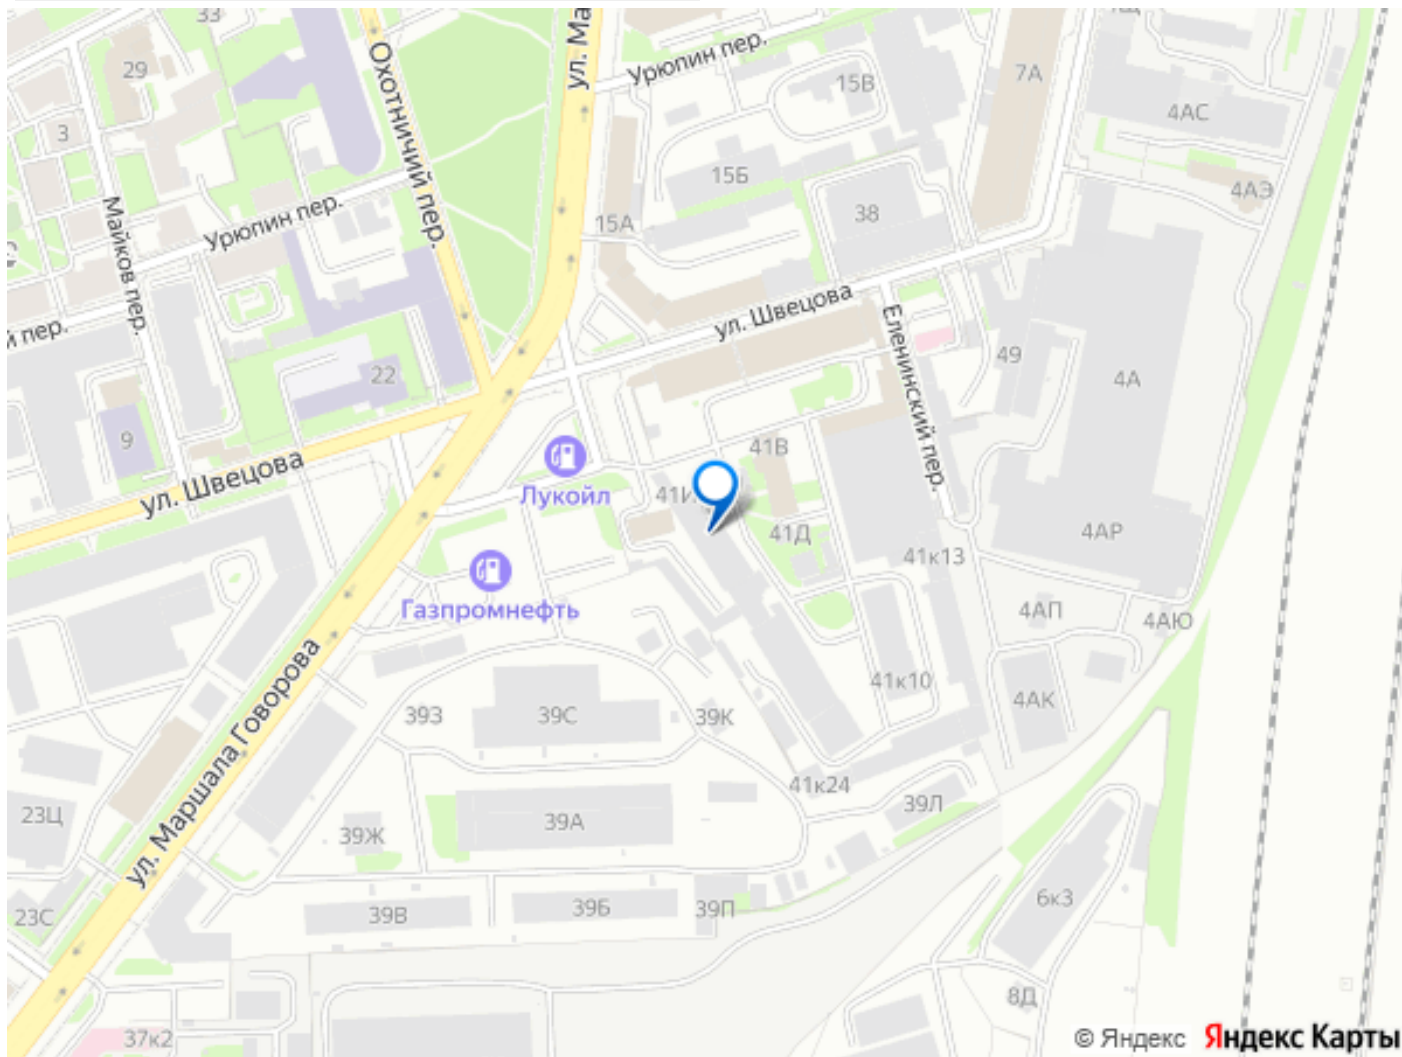 33
ул. Ма
Урюпин пер.
Охотничий пер.
29
15В
7А
4АС
3
15Б
4АЭ
Майков пер.
Урюпин пер.
15А
38
ул. Швецова
й пер.
Еленинский пер.
49
22
4А
9
41В
ул. Швецова
Лукойл
41И
41Д
4АР
41к13
Газпромнефть
4АП
4АЮ
ул. Маршала Говорова
41к10
4АК
39З
39С
39К
41к24
39Л
23Ц
39Ж
39А
6к3
23С
39В
39Б
39П
8Д
37к2
© Яндекс Яндекс Карты